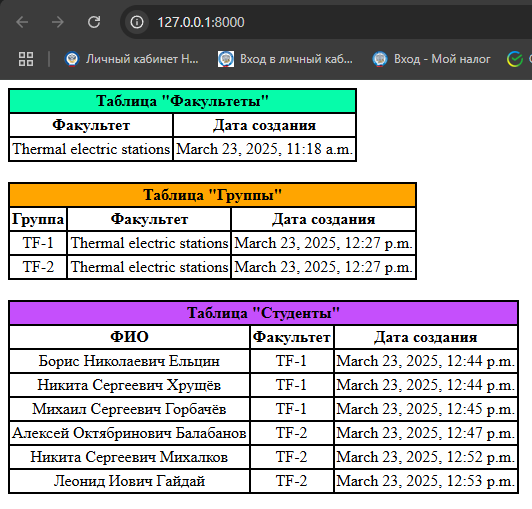 127.0.0.1:8000
Личный кабинет Н... Вход в личный каб... Вход - Мой налог
Таблица "Факультеты"
Факультет Дата создания
Thermal electric stations March 23, 2025, 11:18 a.m.
Таблица "Группы"
Группа Факультет Дата создания
TF-1 Thermal electric stations March 23, 2025, 12:27 p.m.
TF-2 Thermal electric stations March 23, 2025, 12:27 p.m.
Таблица "Студенты"
ФИО Факультет Дата создания
Борис Николаевич Ельцин TF-1 March 23, 2025, 12:44 p.m.
Никита Сергеевич Хрущёв TF-1 March 23, 2025, 12:44 p.m.
Михаил Сергеевич Горбачёв TF-1 March 23, 2025, 12:45 p.m.
Алексей Октябринович Балабанов TF-2 March 23, 2025, 12:47 p.m.
Никита Сергеевич Михалков TF-2 March 23, 2025, 12:52 p.m.
Леонид Иович Гайдай TF-2 March 23, 2025, 12:53 p.m.